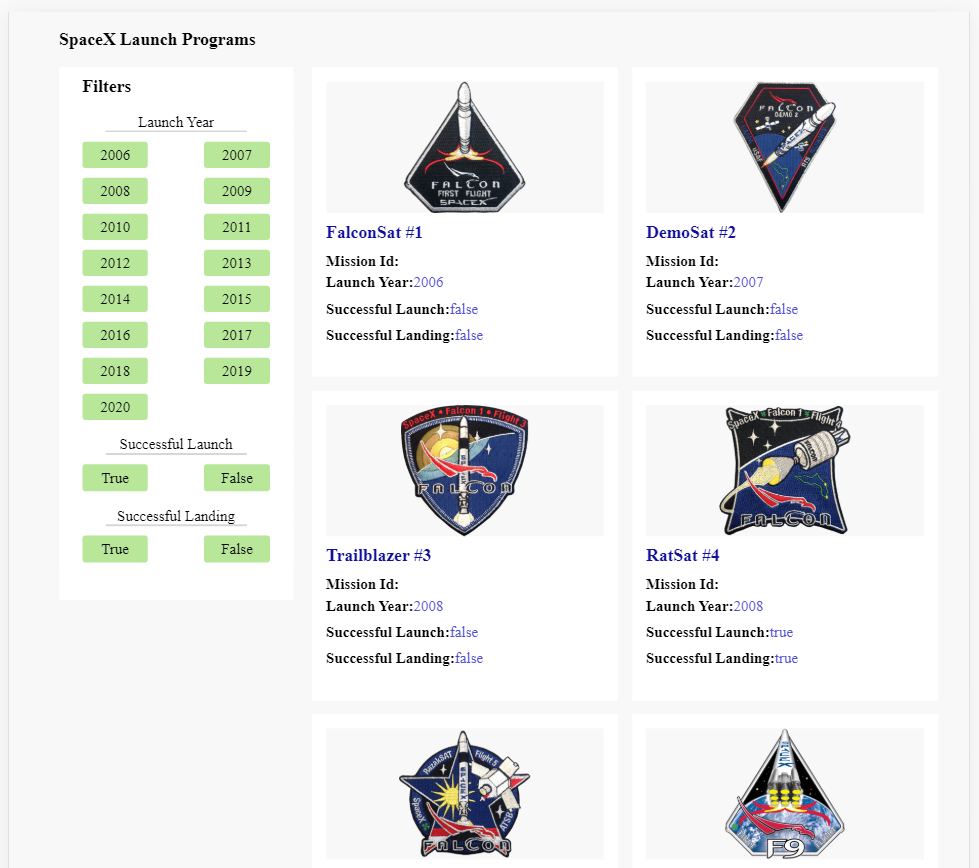 SpaceX Launch Programs
Filters
Launch Year
2006 2007
2008 2009
2010 2011
2012 2013
2014 2015
2016 2017
2018 2019
2020
Successful Launch
True False
Successful Landing
True False
FALCON
FIRST FLIGHT
SPACEX
FalconSat #1
Mission Id:
Launch Year:2006
Successful Launch:false
Successful Landing:false
FALCON
DEMO 2
DemoSat #2
Mission Id:
Launch Year:2007
Successful Launch:false
Successful Landing:false
SpaceX • Falcon 1 • Flight 3
FALCON
Trailblazer #3
Mission Id:
Launch Year:2008
Successful Launch:false
Successful Landing:false
SpaceX Falcon 1 Flight 4
FALCON
RatSat #4
Mission Id:
Launch Year:2008
Successful Launch:true
Successful Landing:true
RazakSAT Flight 5
SpaceX ATSB
FALCON
SPACEX
F9